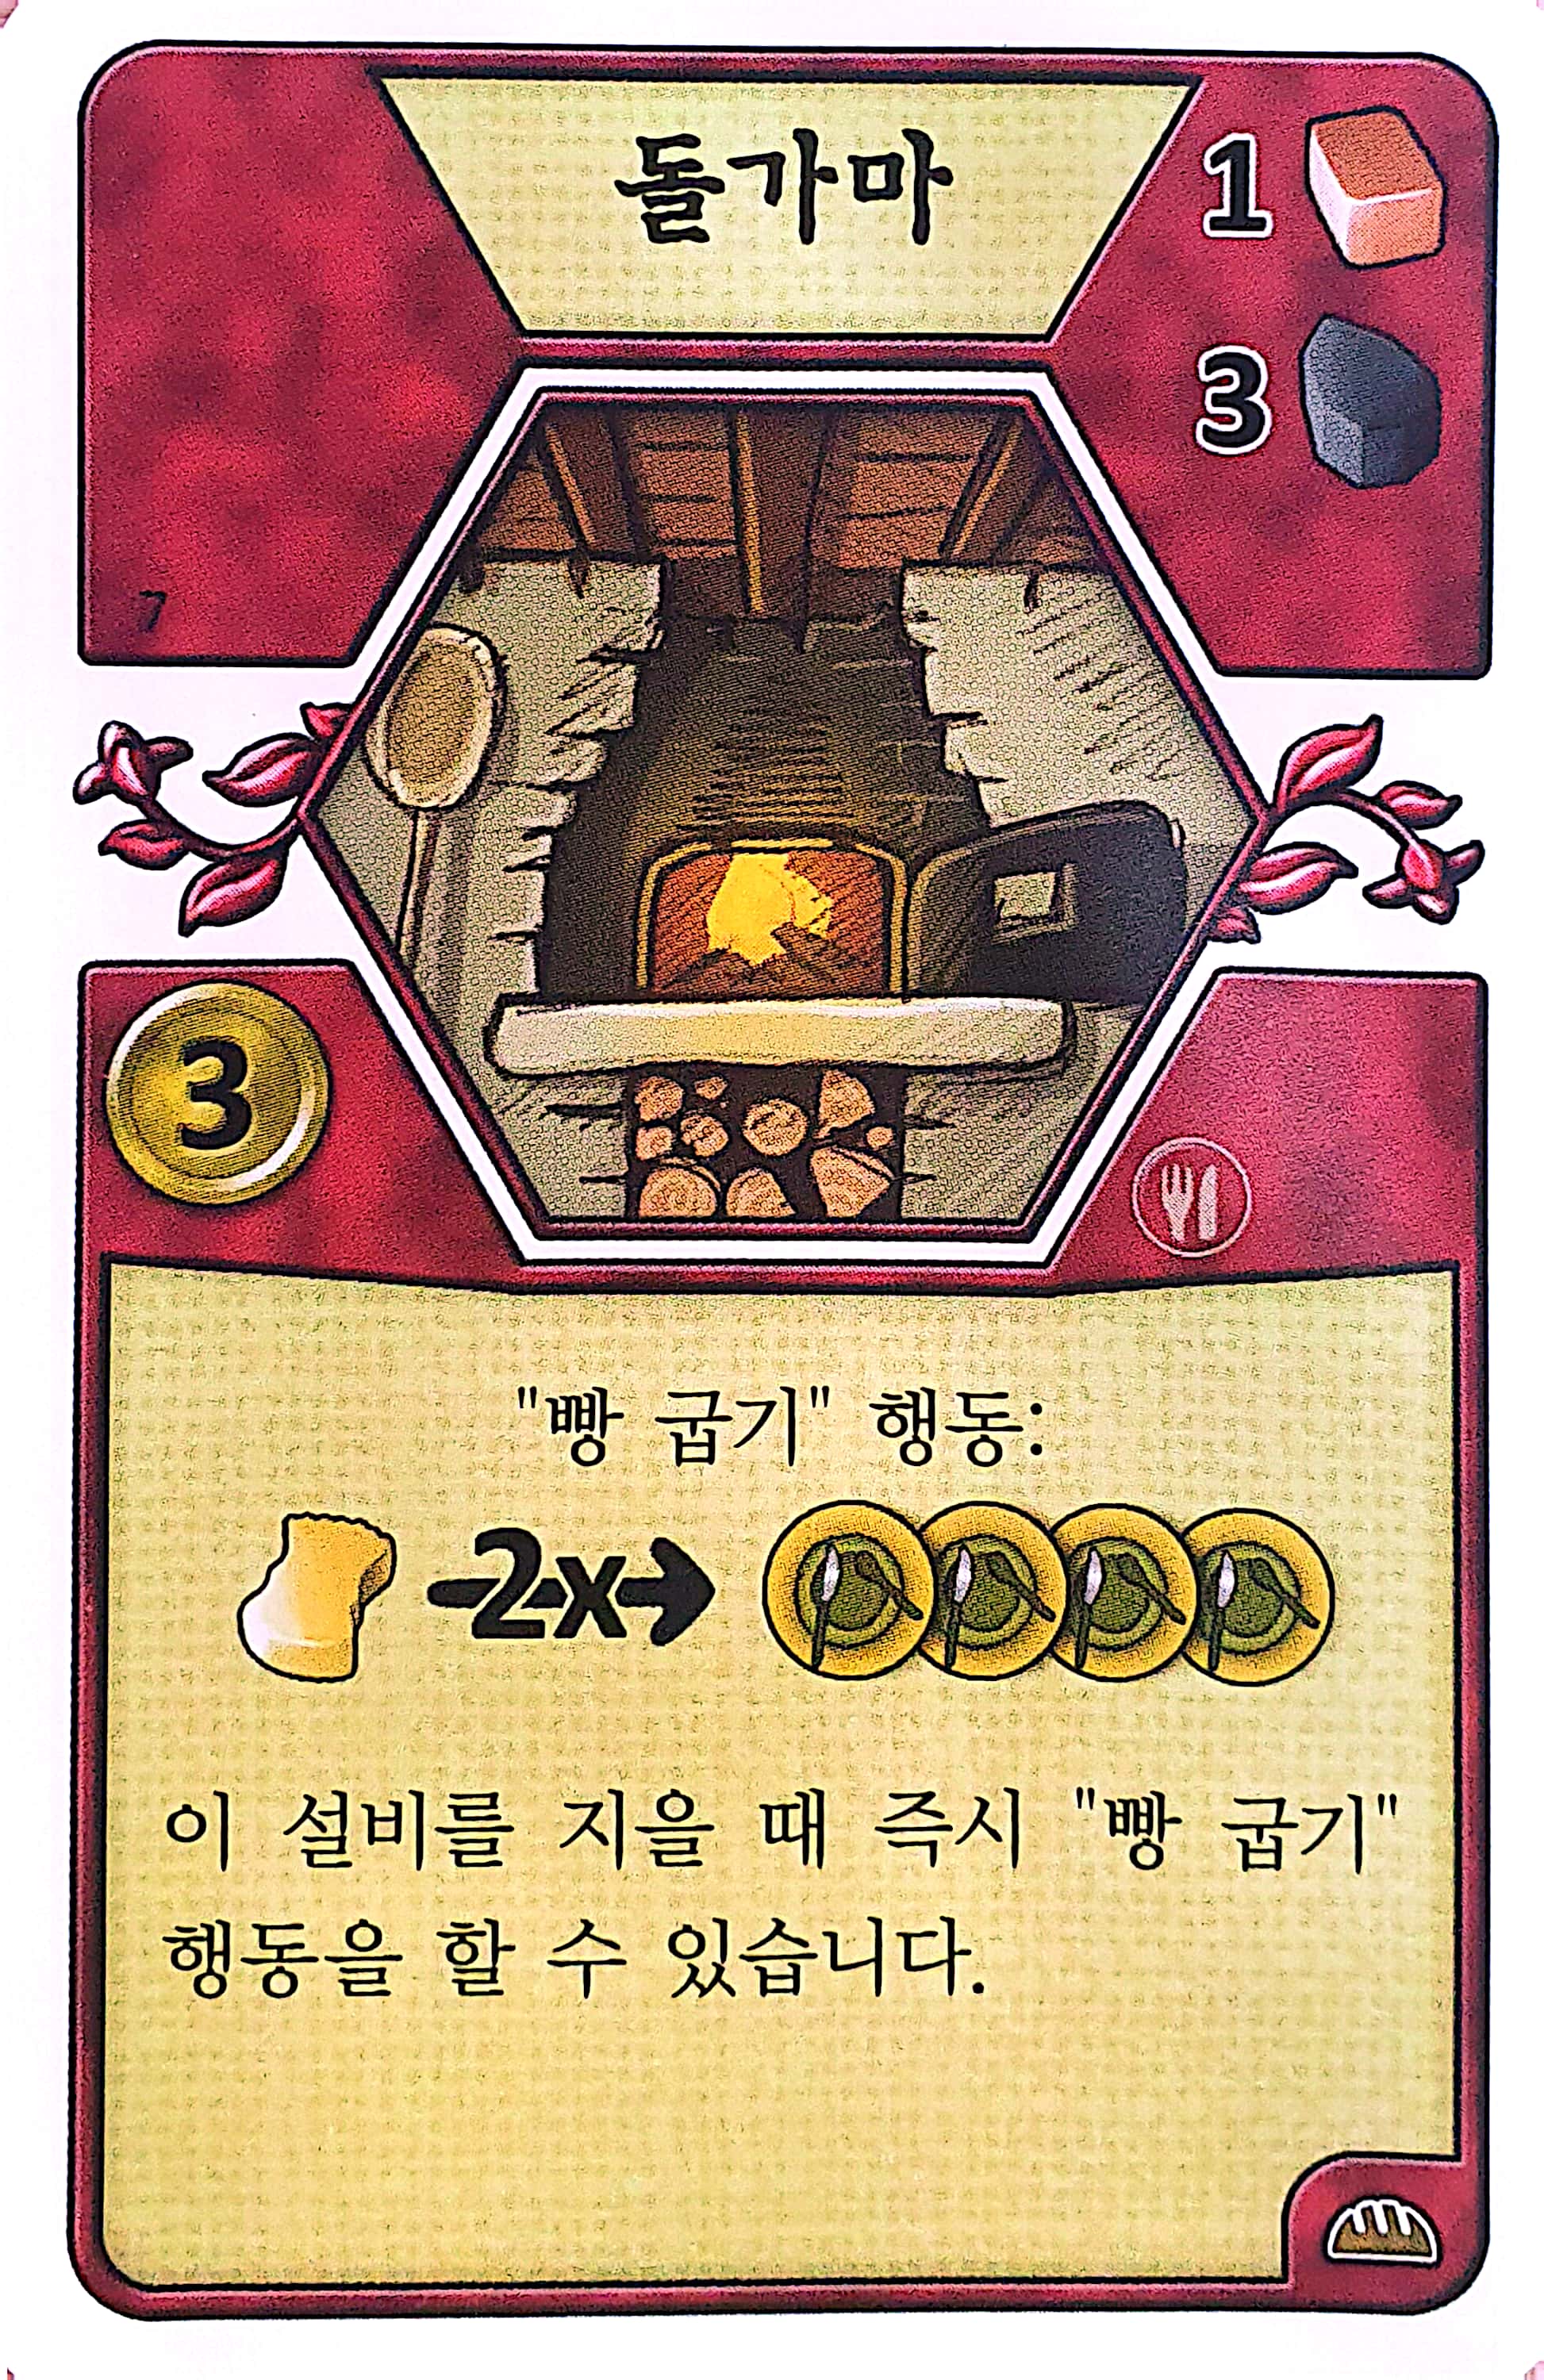 돌가마
1
3
7
3
"빵 굽기" 행동:
2x
이 설비를 지을 때 즉시 "빵 굽기"
행동을 할 수 있습니다.